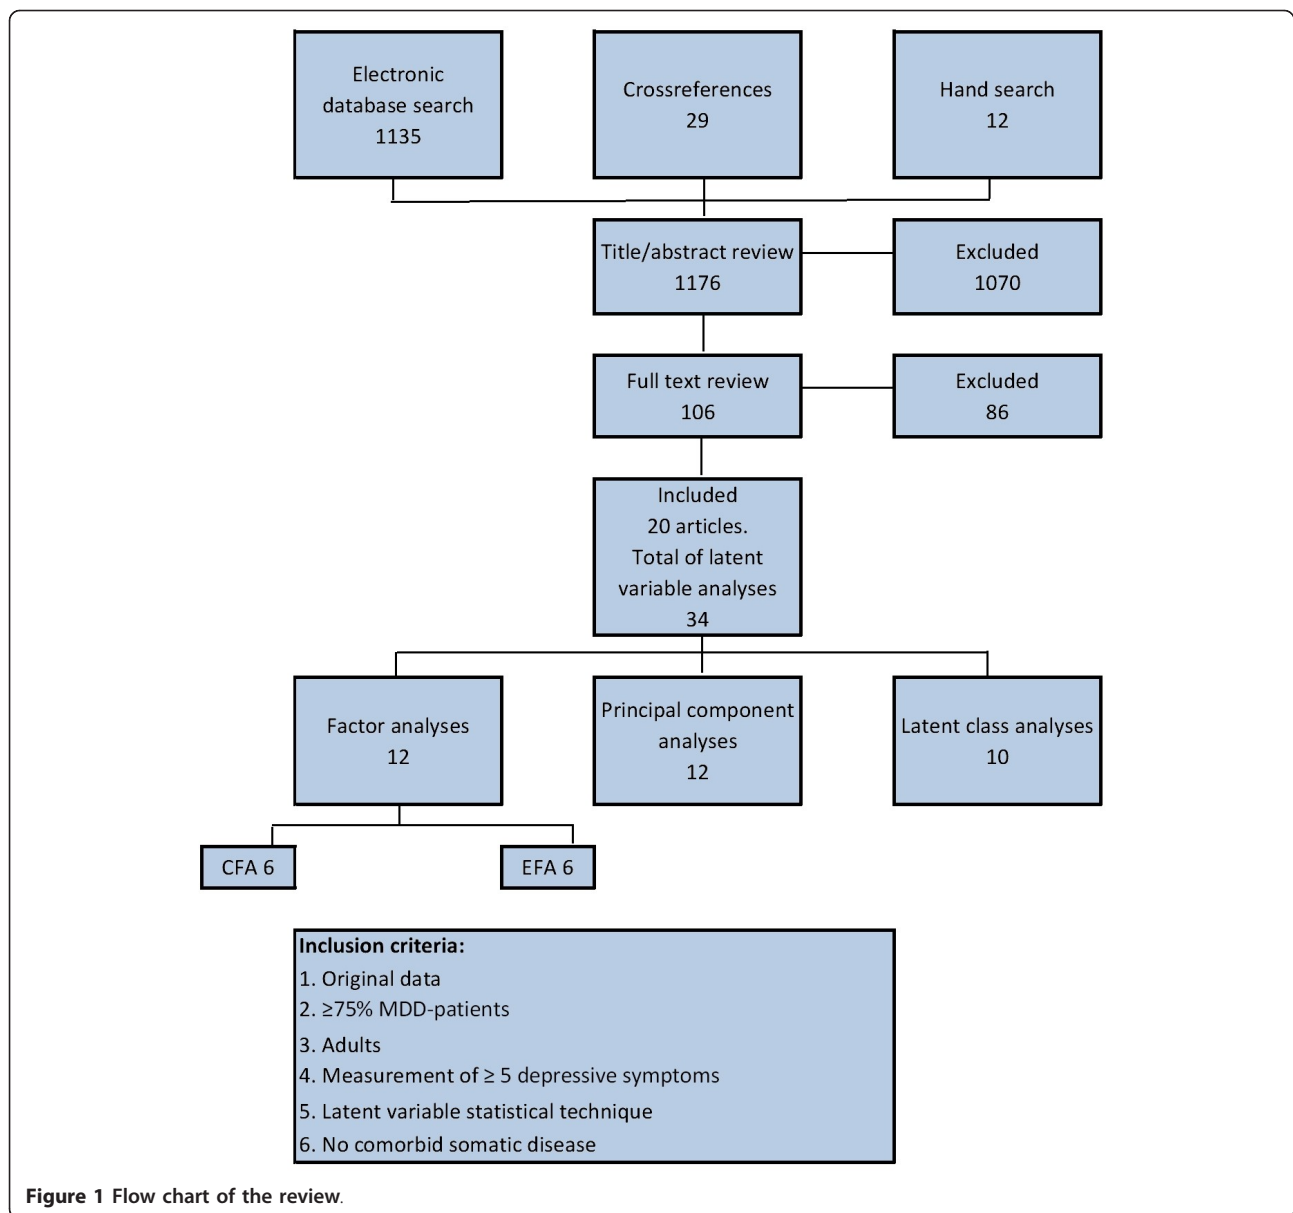 Electronic
database search
1135
Crossreferences
29
Hand search
12
Title/abstract review
1176
Excluded
1070
Full text review
106
Excluded
86
Included
20 articles.
Total of latent
variable analyses
34
Factor analyses
12
Principal component
analyses
12
Latent class analyses
10
CFA 6
EFA 6
Inclusion criteria:
1. Original data
2. ≥75% MDD-patients
3. Adults
4. Measurement of ≥ 5 depressive symptoms
5. Latent variable statistical technique
6. No comorbid somatic disease
Figure 1 Flow chart of the review.